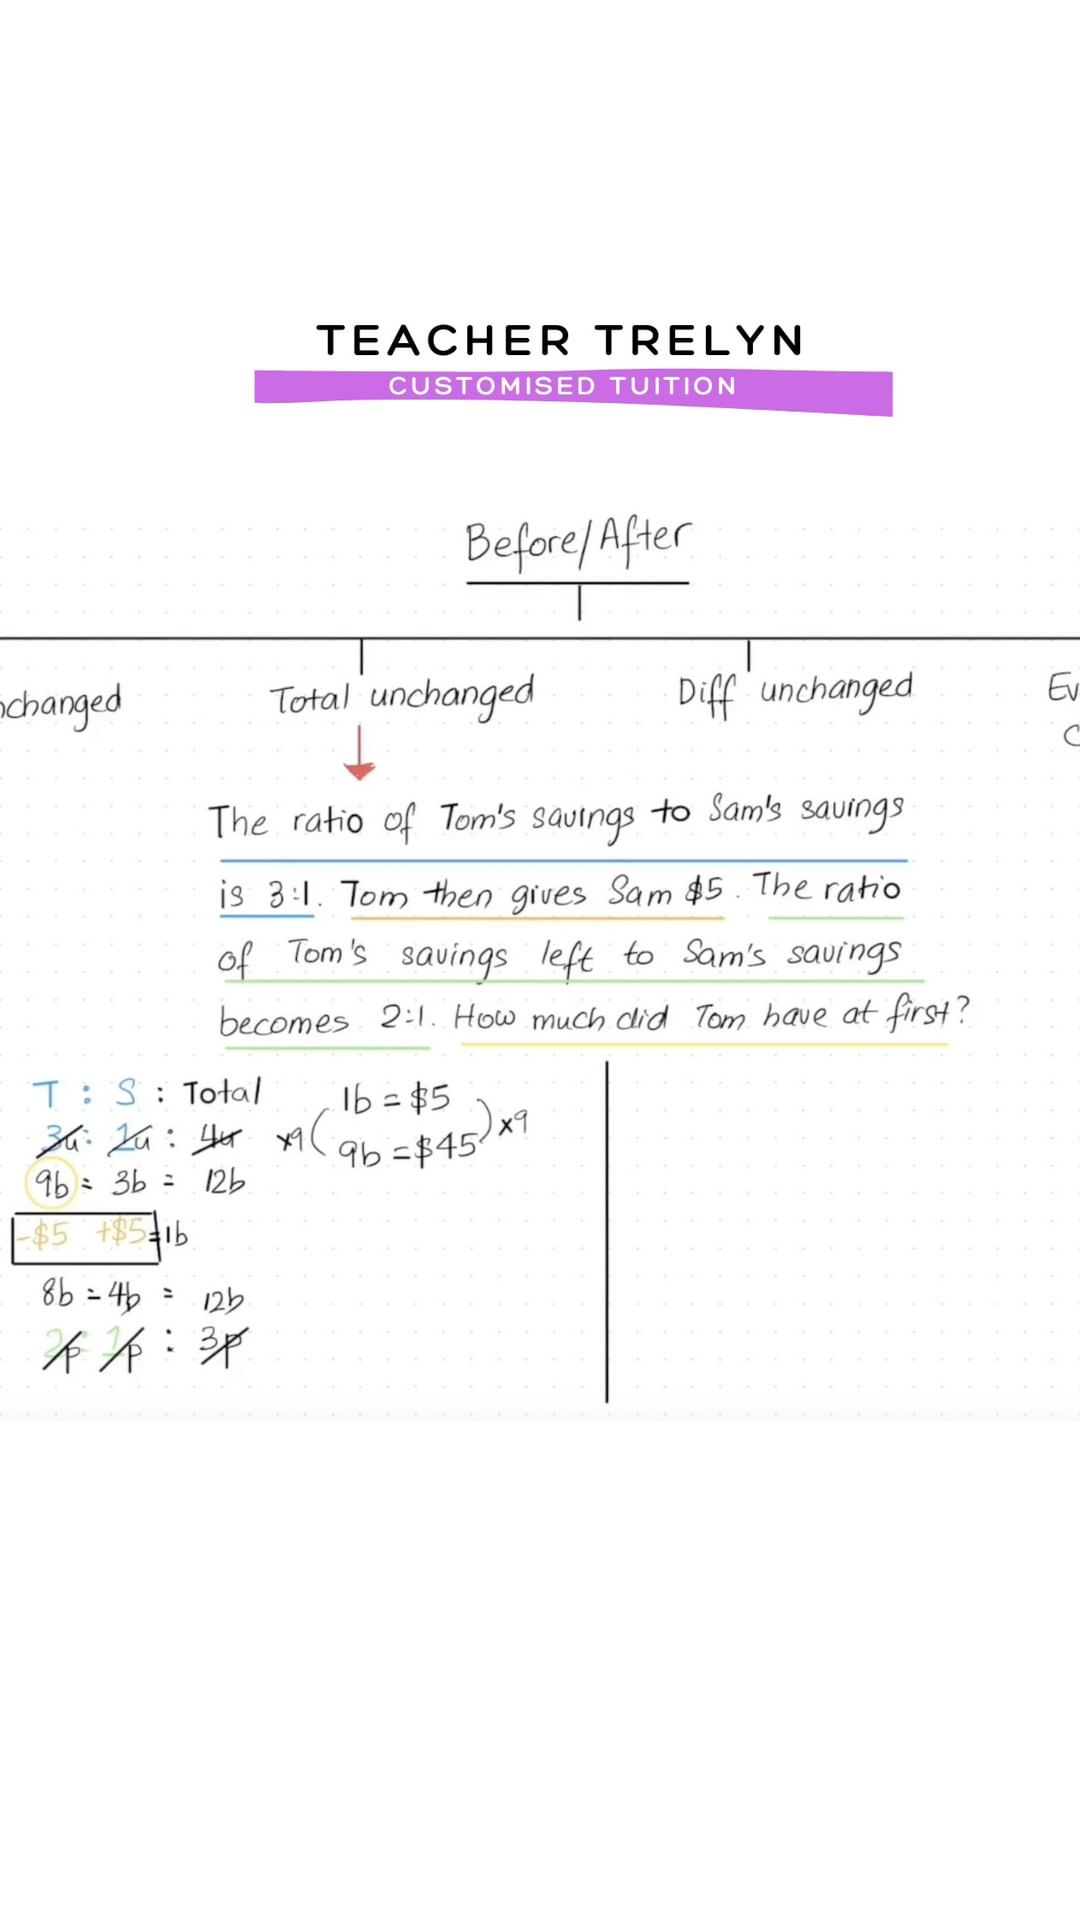 TEACHER TRELYN
CUSTOMISED TUITION
Before/After
nchanged
Total unchanged
Diff unchanged
Ev
C
The ratio of Tom's savings to Sam's savings
is 3:1. Tom then gives Sam $5. The ratio
of Tom's savings left to Sam's savings
becomes 2:1. How much did Tom have at first?
T : S : Total
3u : 1u : 4u
9b = 3b = 12b
-$5 +$5 = 1b
8b = 4b = 12b
2p : 1p : 3p
1b = $5
x9 ( 9b = $45 ) x9